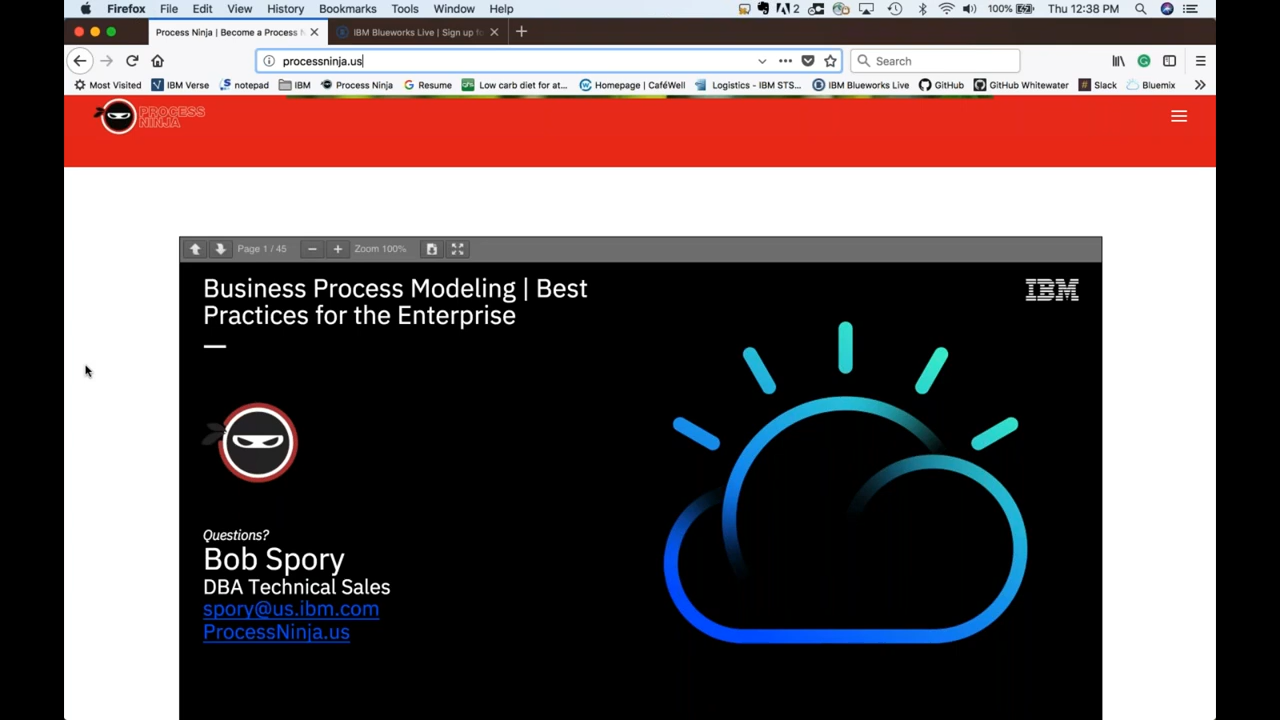 Firefox File Edit View History Bookmarks Tools Window Help 2 100% Thu 12:38 PM
Process Ninja | Become a Process N IBM Blueworks Live | Sign up fo
processninja.us Search
Most Visited IBM Verse notepad IBM Process Ninja Resume Low carb diet for at... Homepage | CaféWell Logistics - IBM STS... IBM Blueworks Live GitHub GitHub Whitewater Slack Bluemix
PROCESS
NINJA
Page 1 / 45 Zoom 100%
Business Process Modeling | Best
Practices for the Enterprise
IBM
Questions?
Bob Spory
DBA Technical Sales
spory@us.ibm.com
ProcessNinja.us